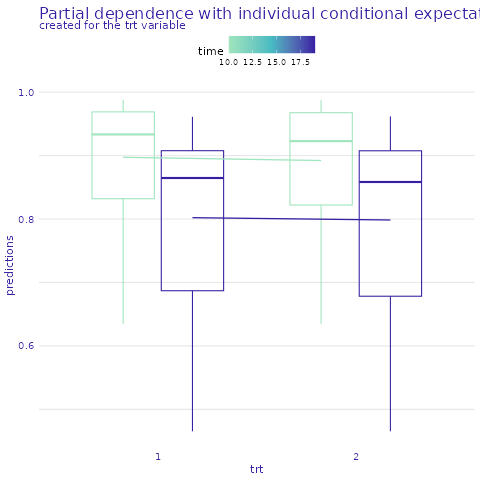 Partial dependence with individual conditional expectat
created for the trt variable
time
10.0 12.5 15.0 17.5
1.0
0.8
0.6
predictions
1 2
trt